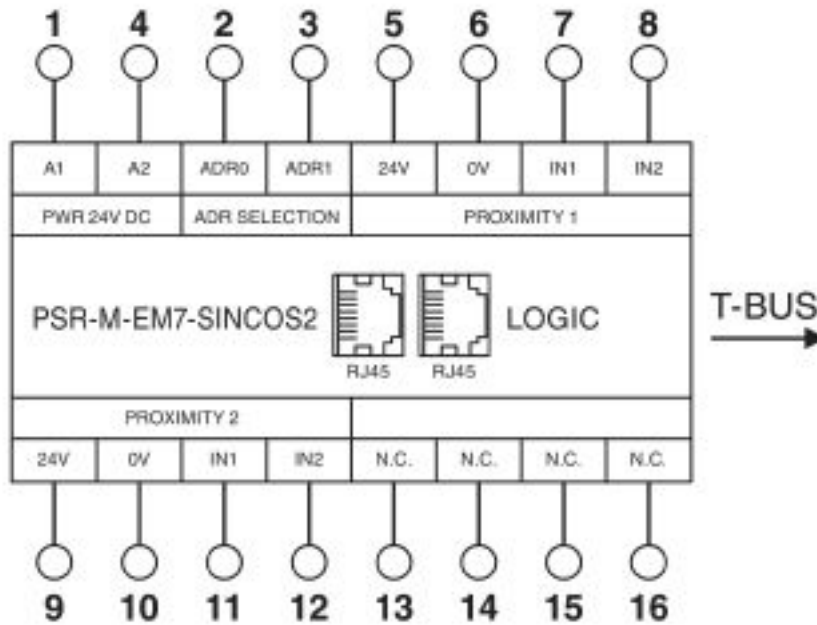 1 4 2 3 5 6 7 8
A1 A2 ADR0 ADR1 24V 0V IN1 IN2
PWR 24V DC ADR SELECTION PROXIMITY 1
PSR-M-EM7-SINCOS2 LOGIC
T-BUS
RJ45 RJ45
PROXIMITY 2
24V 0V IN1 IN2 N.C. N.C. N.C. N.C.
9 10 11 12 13 14 15 16